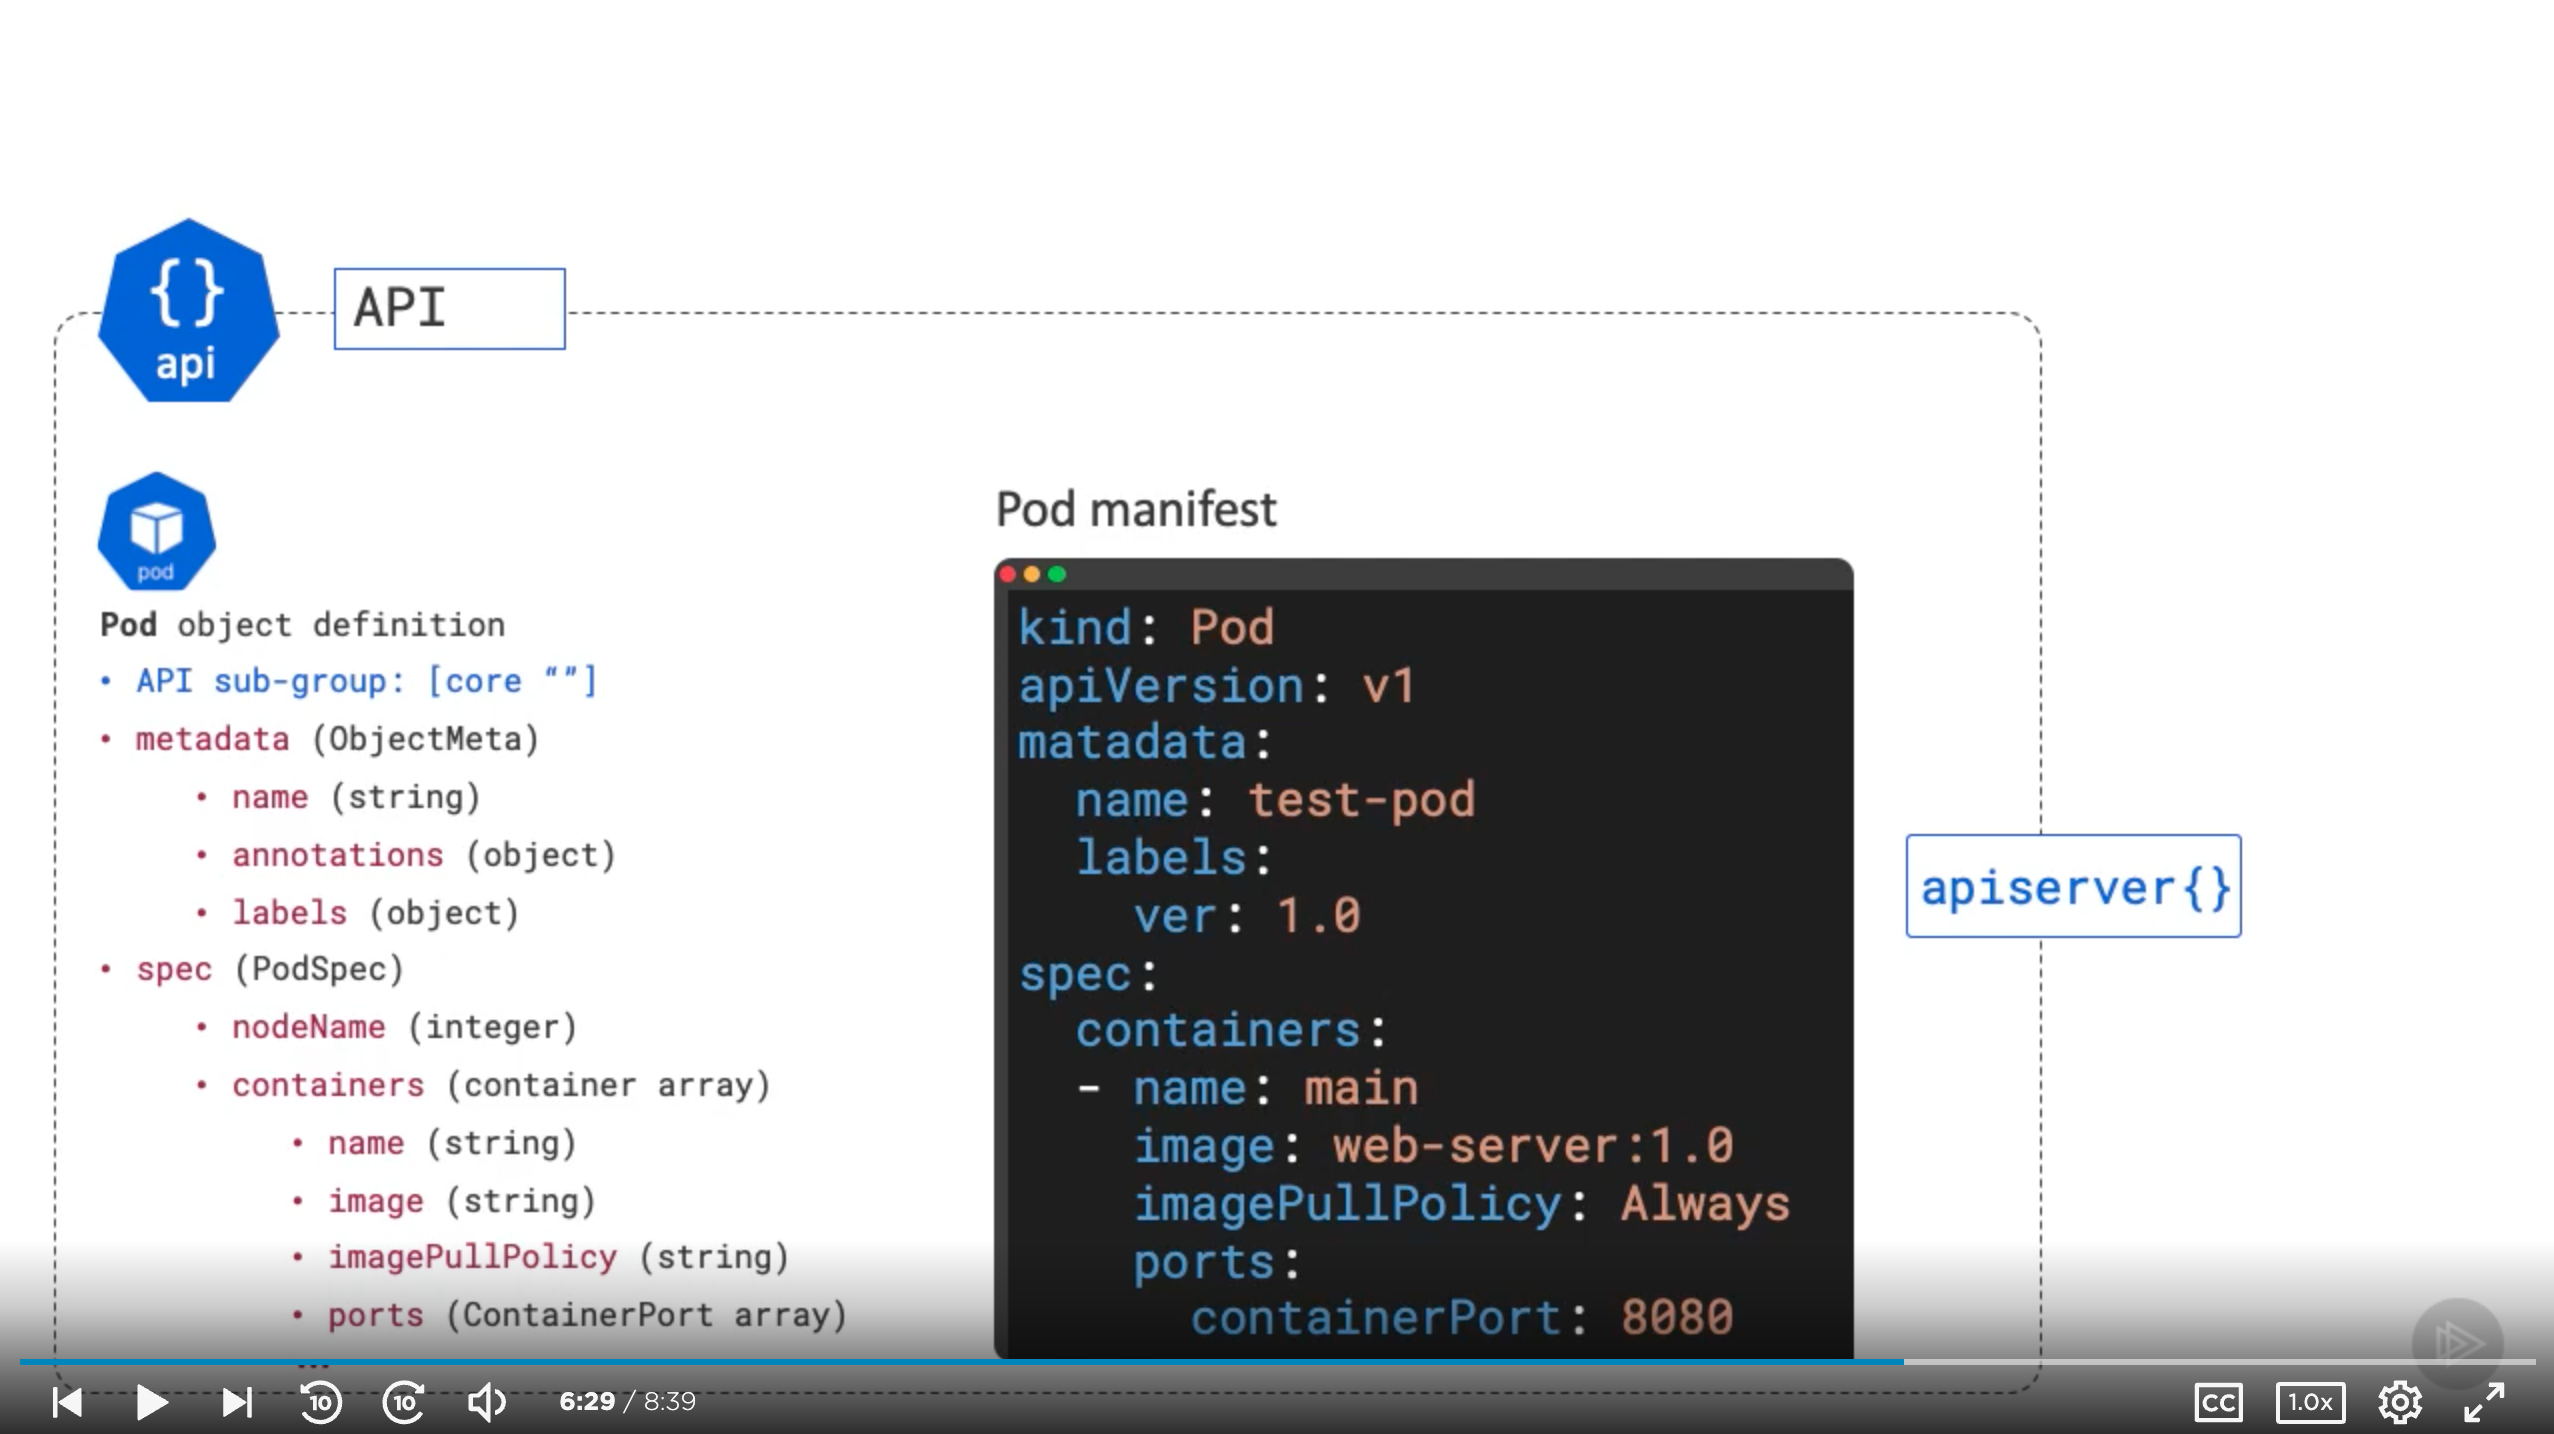 {}
api
API
pod
Pod object definition
• API sub-group: [core “”]
• metadata (ObjectMeta)
• name (string)
• annotations (object)
• labels (object)
• spec (PodSpec)
• nodeName (integer)
• containers (container array)
• name (string)
• image (string)
• imagePullPolicy (string)
• ports (ContainerPort array)
...
Pod manifest
kind: Pod
apiVersion: v1
matadata:
name: test-pod
labels:
ver: 1.0
spec:
containers:
- name: main
image: web-server:1.0
imagePullPolicy: Always
ports:
containerPort: 8080
apiserver{}
10
10
6:29 / 8:39
CC
1.0x